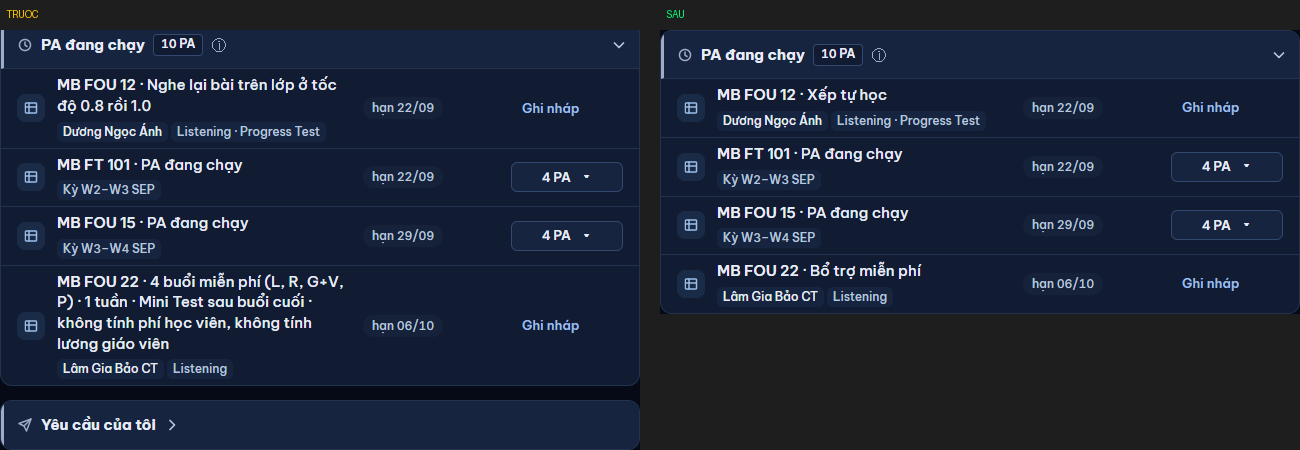 TRUOC
PA đang chạy 10 PA
MB FOU 12 · Nghe lại bài trên lớp ở tốc
độ 0.8 rồi 1.0
hạn 22/09
Ghi nháp
Dương Ngọc Ánh Listening · Progress Test
MB FT 101 · PA đang chạy
Kỳ W2–W3 SEP
hạn 22/09
4 PA
MB FOU 15 · PA đang chạy
Kỳ W3–W4 SEP
hạn 29/09
4 PA
MB FOU 22 · 4 buổi miễn phí (L, R, G+V,
P) · 1 tuần · Mini Test sau buổi cuối ·
không tính phí học viên, không tính
lương giáo viên
hạn 06/10
Ghi nháp
Lâm Gia Bảo CT Listening
Yêu cầu của tôi
SAU
PA đang chạy 10 PA
MB FOU 12 · Xếp tự học
Dương Ngọc Ánh Listening · Progress Test
hạn 22/09
Ghi nháp
MB FT 101 · PA đang chạy
Kỳ W2–W3 SEP
hạn 22/09
4 PA
MB FOU 15 · PA đang chạy
Kỳ W3–W4 SEP
hạn 29/09
4 PA
MB FOU 22 · Bổ trợ miễn phí
Lâm Gia Bảo CT Listening
hạn 06/10
Ghi nháp